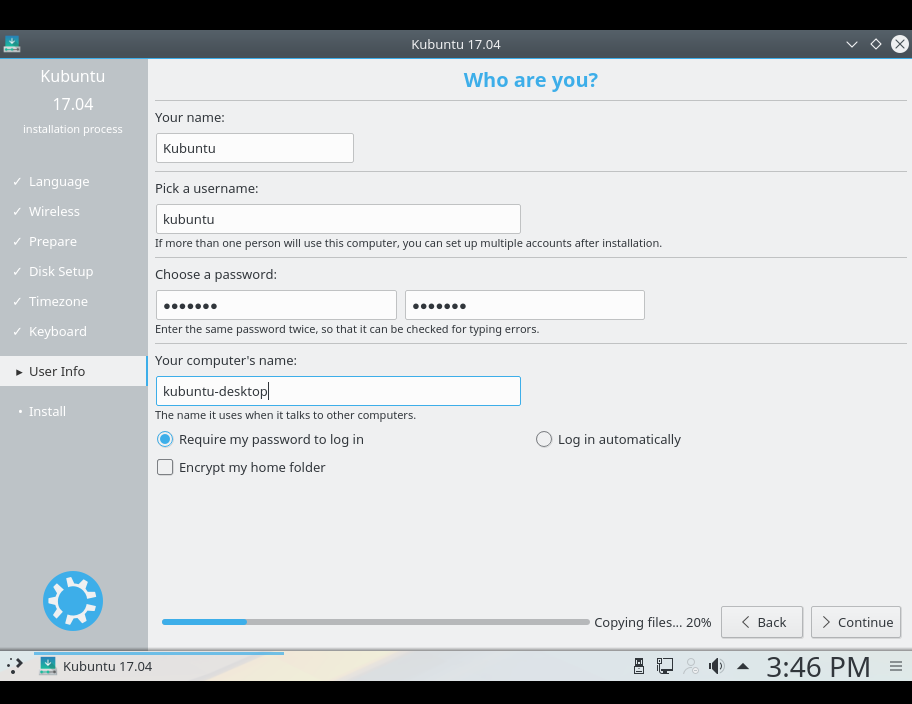 Kubuntu 17.04
Kubuntu
17.04
installation process
✓ Language
✓ Wireless
✓ Prepare
✓ Disk Setup
✓ Timezone
✓ Keyboard
▸ User Info
• Install
Who are you?
Your name:
Kubuntu
Pick a username:
kubuntu
If more than one person will use this computer, you can set up multiple accounts after installation.
Choose a password:
●●●●●●● ●●●●●●●
Enter the same password twice, so that it can be checked for typing errors.
Your computer's name:
kubuntu-desktop
The name it uses when it talks to other computers.
Require my password to log in Log in automatically
Encrypt my home folder
Copying files... 20% Back Continue
Kubuntu 17.04 3:46 PM